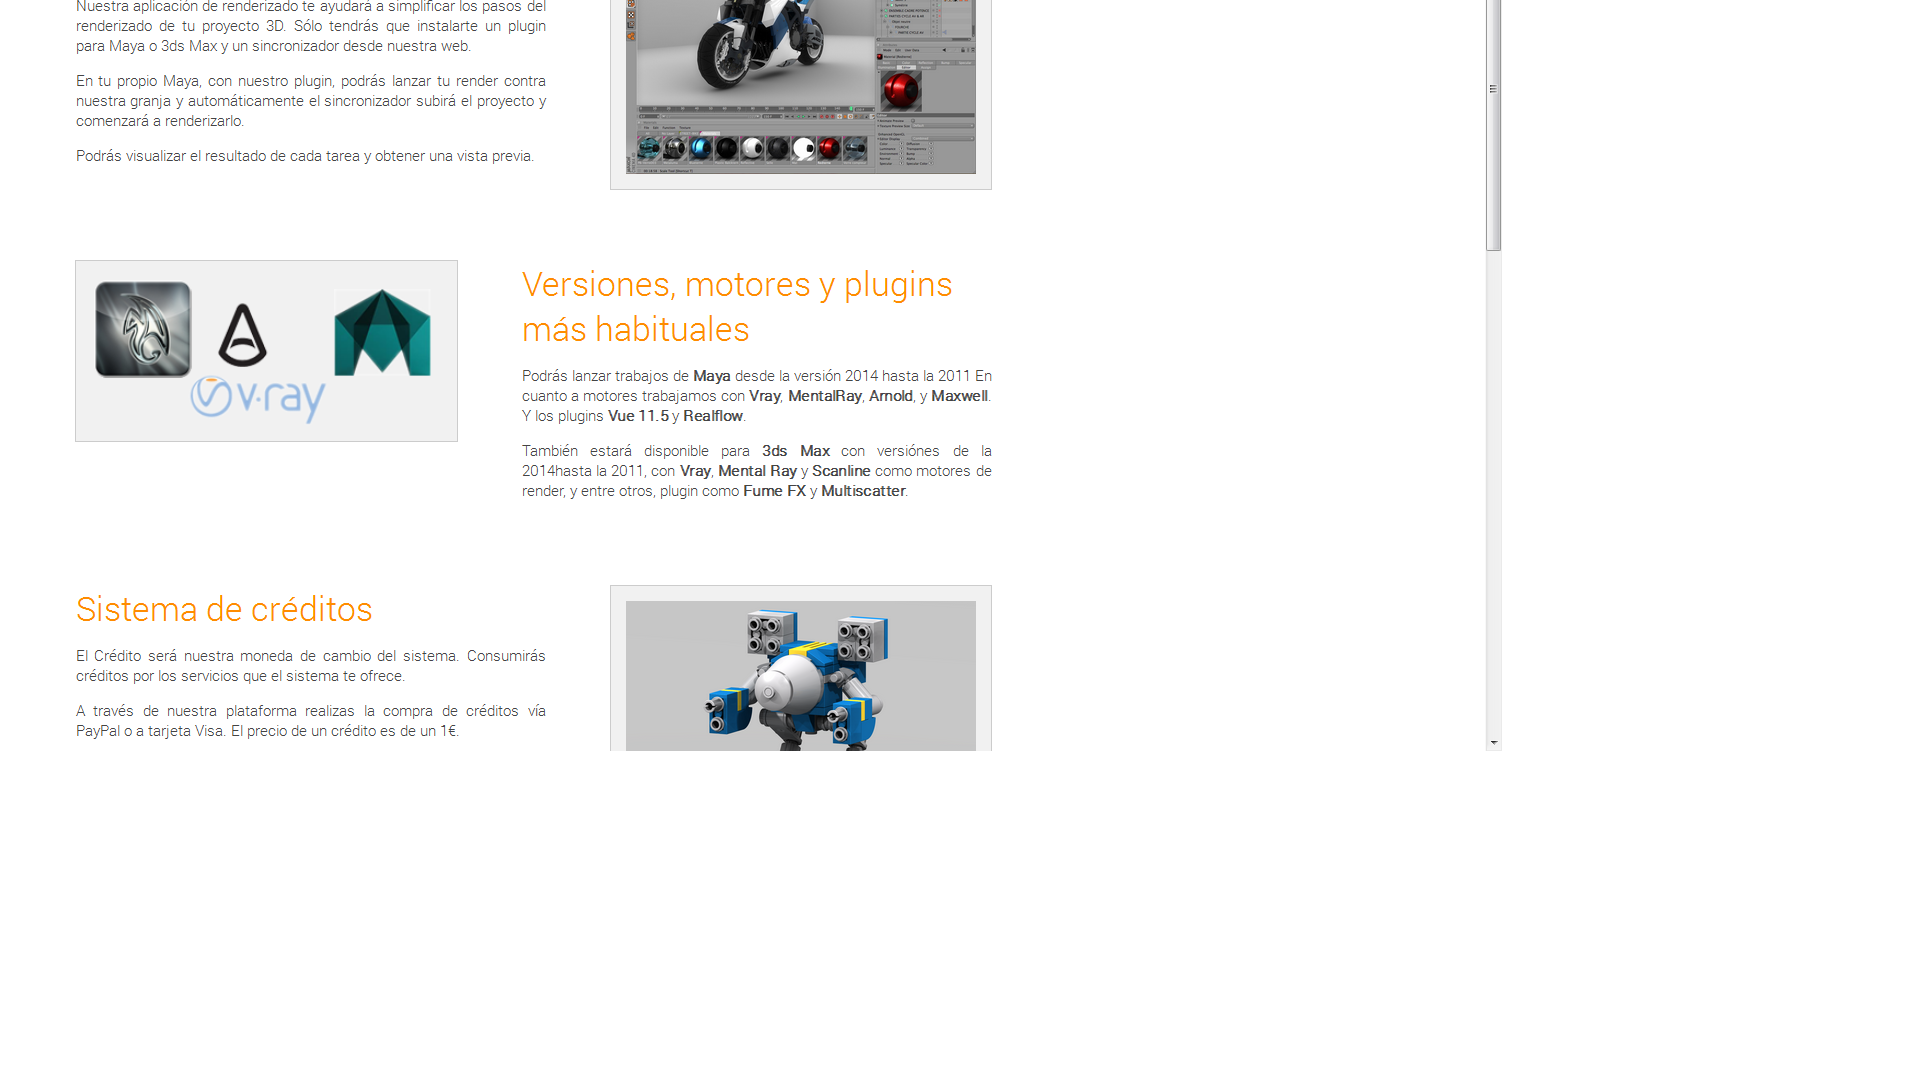 Nuestra aplicación de renderizado te ayudará a simplificar los pasos del
renderizado de tu proyecto 3D. Sólo tendrás que instalarte un plugin
para Maya o 3ds Max y un sincronizador desde nuestra web.
En tu propio Maya, con nuestro plugin, podrás lanzar tu render contra
nuestra granja y automáticamente el sincronizador subirá el proyecto y
comenzará a renderizarlo.
Podrás visualizar el resultado de cada tarea y obtener una vista previa.
v·ray
Versiones, motores y plugins
más habituales
Podrás lanzar trabajos de Maya desde la versión 2014 hasta la 2011 En
cuanto a motores trabajamos con Vray, MentalRay, Arnold, y Maxwell.
Y los plugins Vue 11.5 y Realflow.
También estará disponible para 3ds Max con versiónes de la
2014hasta la 2011, con Vray, Mental Ray y Scanline como motores de
render, y entre otros, plugin como Fume FX y Multiscatter.
Sistema de créditos
El Crédito será nuestra moneda de cambio del sistema. Consumirás
créditos por los servicios que el sistema te ofrece.
A través de nuestra plataforma realizas la compra de créditos vía
PayPal o a tarjeta Visa. El precio de un crédito es de un 1€.